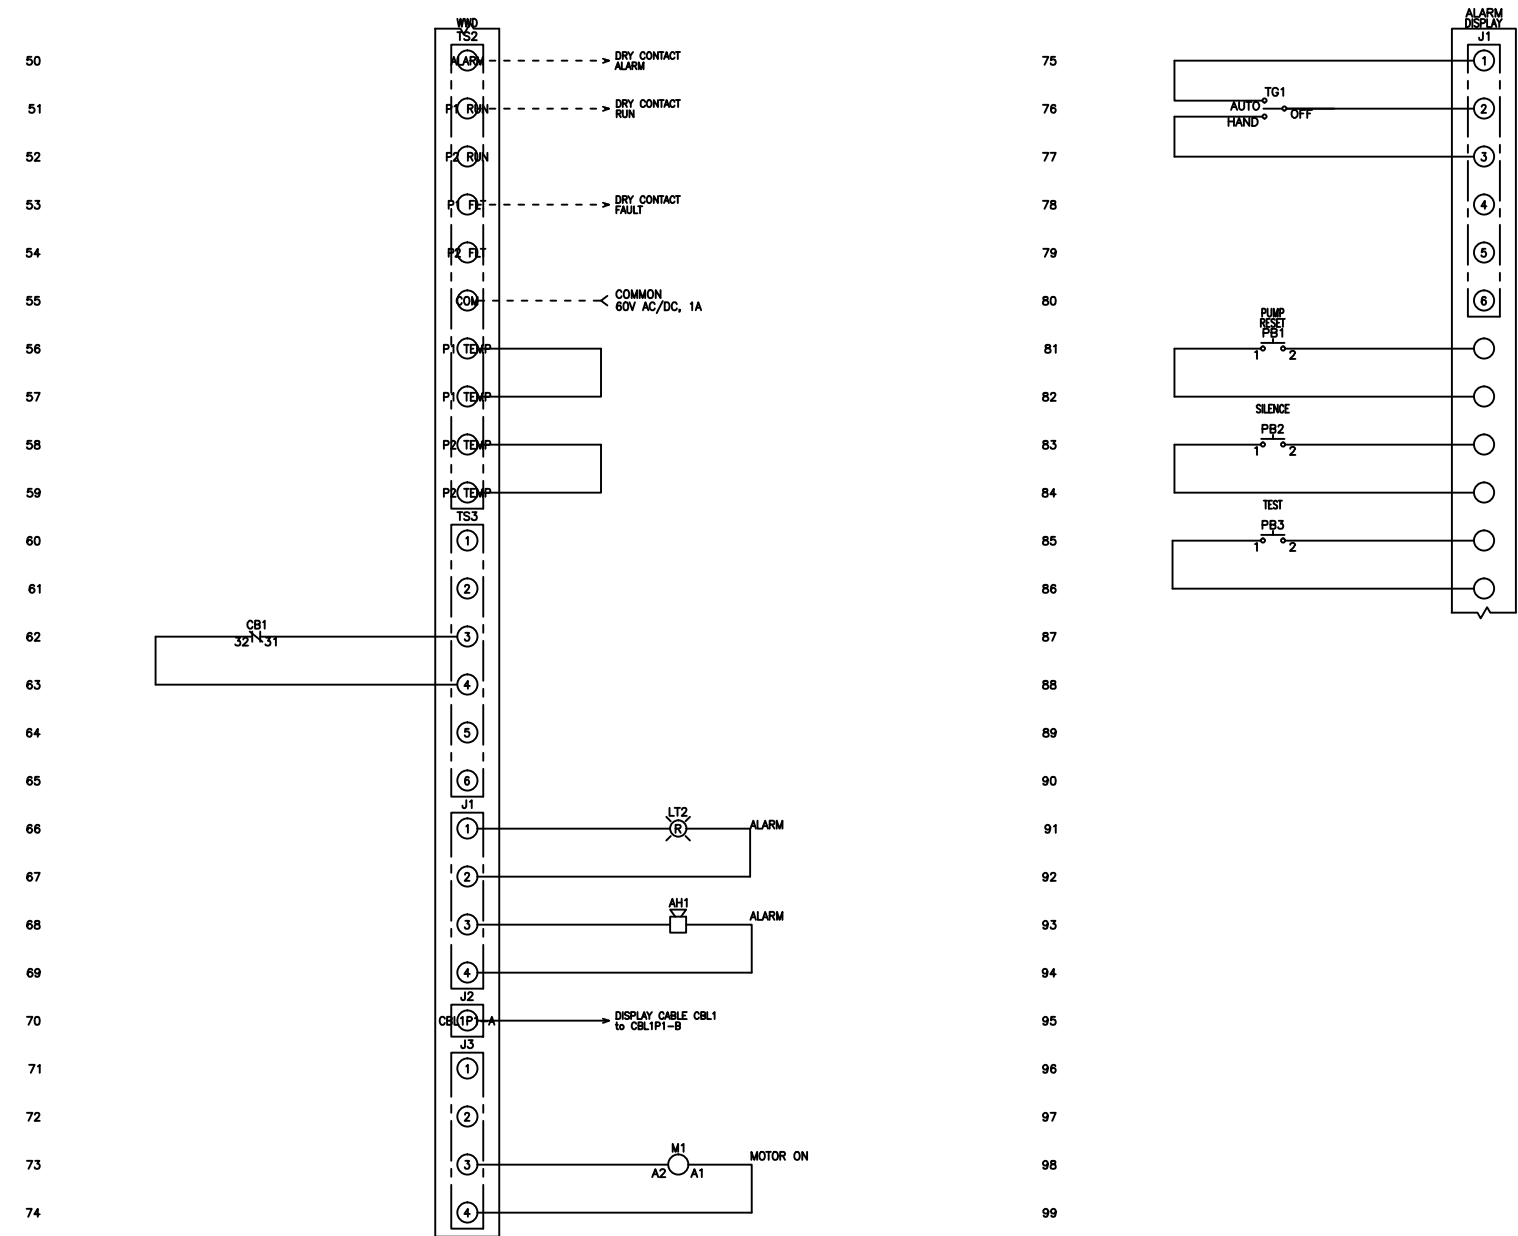 WWD
TS2
50 ALARM DRY CONTACT
ALARM
51 P1 RUN DRY CONTACT
RUN
52 P2 RUN
53 P1 FLT DRY CONTACT
FAULT
54 P2 FLT
55 COM COMMON
60V AC/DC, 1A
56 P1 TEMP
57 P1 TEMP
58 P2 TEMP
59 P2 TEMP
TS3
60 1
61 2
CB1
62 32 31 3
63 4
64 5
65 6
J1
LT2
66 1 R ALARM
67 2
AH1
68 3 ALARM
69 4
J2
70 CBL1P1-A DISPLAY CABLE CBL1
to CBL1P1-B
J3
71 1
72 2
M1
73 3 A2 A1 MOTOR ON
74 4
ALARM
DISPLAY
J1
75 1
TG1
76 AUTO OFF 2
HAND
77 3
78 4
79 5
80 6
PUMP
RESET
PB1
81 1 2
82
SILENCE
PB2
83 1 2
84
TEST
PB3
85 1 2
86
87
88
89
90
91
92
93
94
95
96
97
98
99